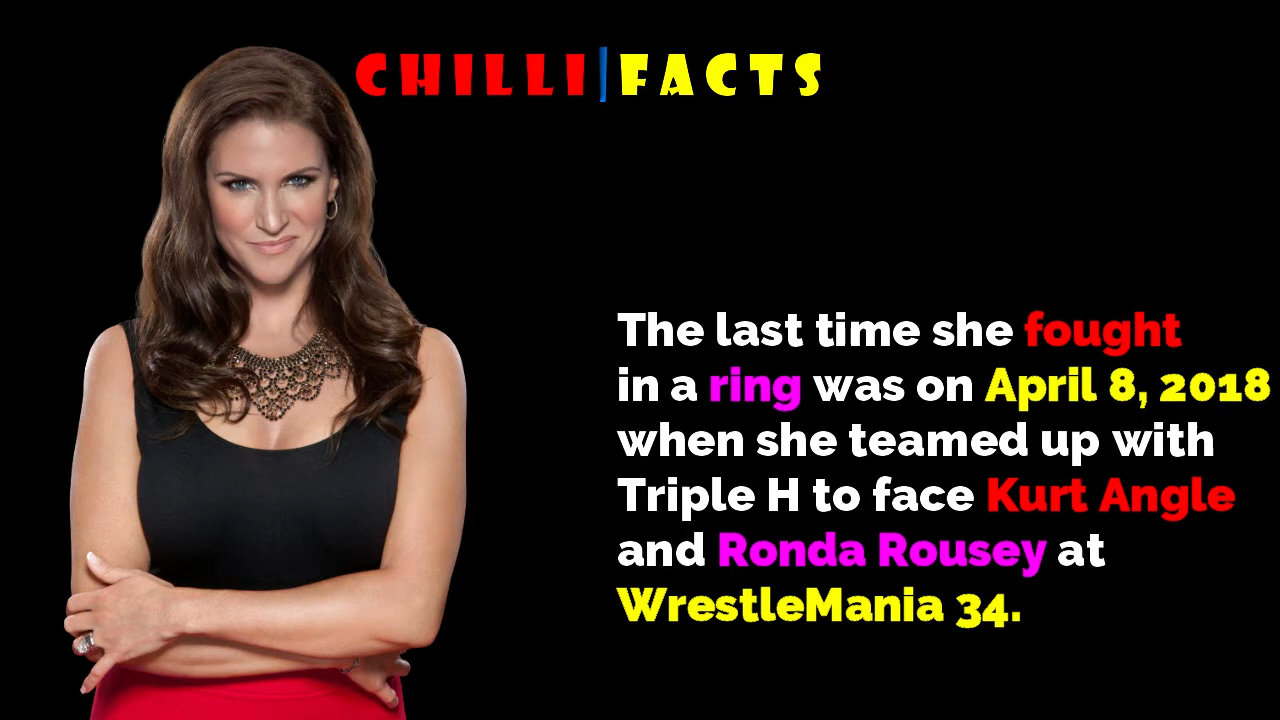 CHILLI|FACTS
The last time she fought
in a ring was on April 8, 2018
when she teamed up with
Triple H to face Kurt Angle
and Ronda Rousey at
WrestleMania 34.